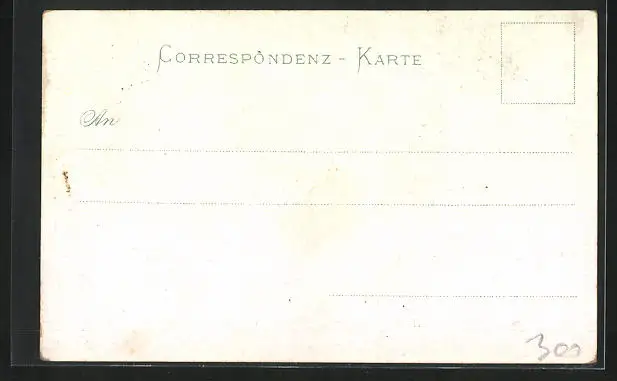 CORRESPONDENZ - KARTE
An
300